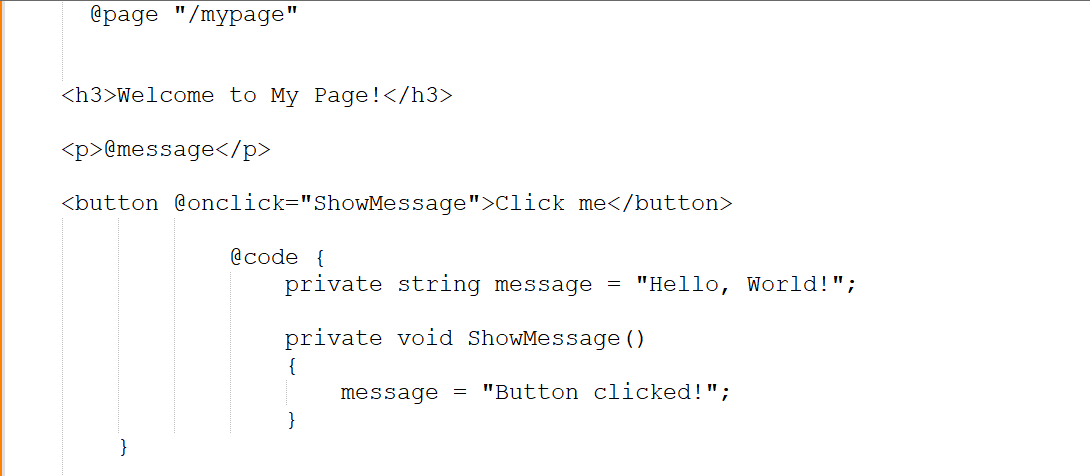 @page "/mypage"
<h3>Welcome to My Page!</h3>
<p>@message</p>
<button @onclick="ShowMessage">Click me</button>
@code {
private string message = "Hello, World!";
private void ShowMessage()
{
message = "Button clicked!";
}
}